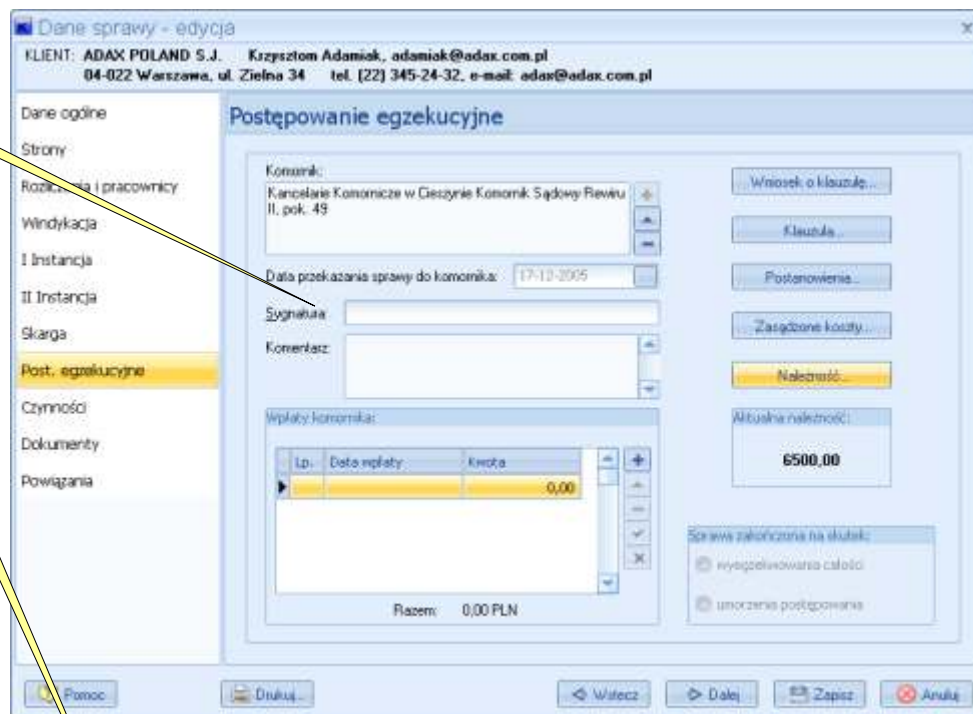 Dane sprawy - edycja
KLIENT: ADAX POLAND S.J. Krzysztom Adamiak, adamiak@adax.com.pl
04-022 Warszawa, ul. Zielna 34 tel. (22) 345-24-32, e-mail: adax@adax.com.pl
Dane ogólne
Strony
Rozliczenia i pracownicy
Windykacja
I Instancja
II Instancja
Skarga
Post. egzekucyjne
Czynności
Dokumenty
Powiązania
Postępowanie egzekucyjne
Komornik:
Kancelarie Komornicze w Cieszynie Komornik Sądowy Rewiru
II, pok. 49
Data przekazania sprawy do komornika: 17-12-2005
Sygnatura:
Komentarz:
Wpłaty komornika:
Lp. Data wpłaty Kwota
0,00
Razem: 0,00 PLN
Wniosek o klauzulę...
Klauzula...
Postanowienia...
Zasądzone koszty...
Należność...
Aktualna należność:
6500,00
Sprawa zakończona na skutek:
wyegzekwowania całości
umorzenia postępowania
Pomoc
Drukuj...
Wstecz
Dalej
Zapisz
Anuluj